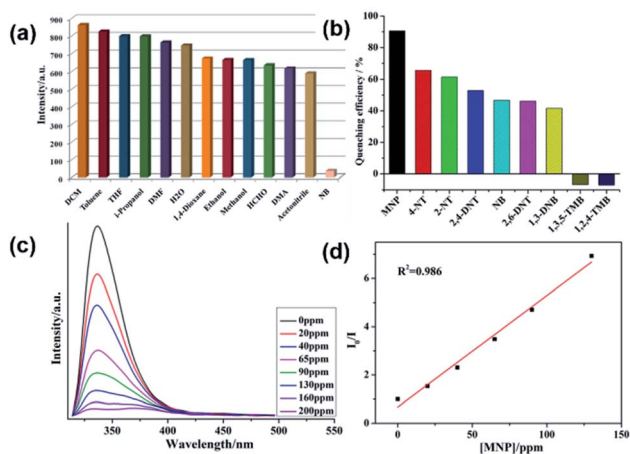 (a)
Intensity/a.u.
900
800
700
600
500
400
300
200
100
0
DCM
Toluene
THF
i-Propanol
DMF
H2O
1,4-Dioxane
Ethanol
Methanol
HCHO
DMA
Acetonitrile
NB
(b)
Quenching efficiency / %
100
80
60
40
20
0
MNP
4-NT
2-NT
2,4-DNT
NB
2,6-DNT
1,3-DNB
1,3,5-TMB
1,2,4-TMB
(c)
Intensity/a.u.
0ppm
20ppm
40ppm
65ppm
90ppm
130ppm
160ppm
200ppm
350 400 450 500 550
Wavelength/nm
(d)
R²=0.986
I₀/I
6
4
2
0
0 50 100 150
[MNP]/ppm